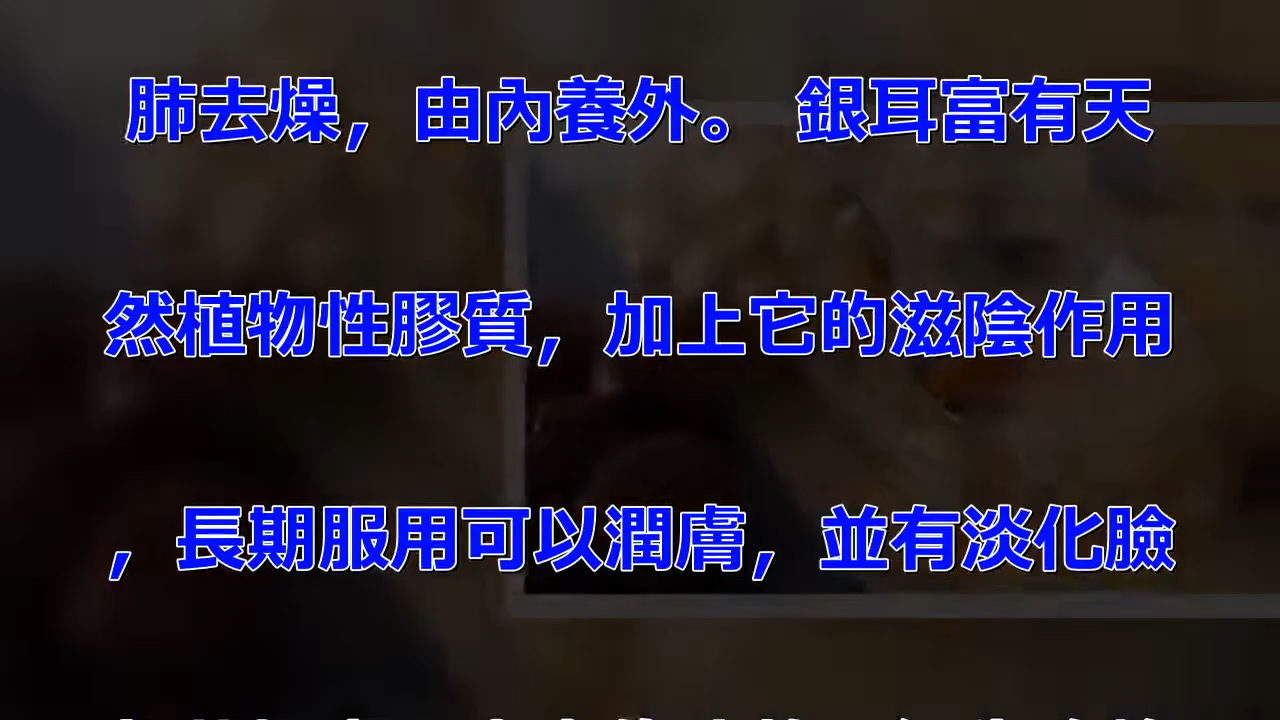 肺去燥，由內養外。 銀耳富有天
然植物性膠質，加上它的滋陰作用
，長期服用可以潤膚，並有淡化臉